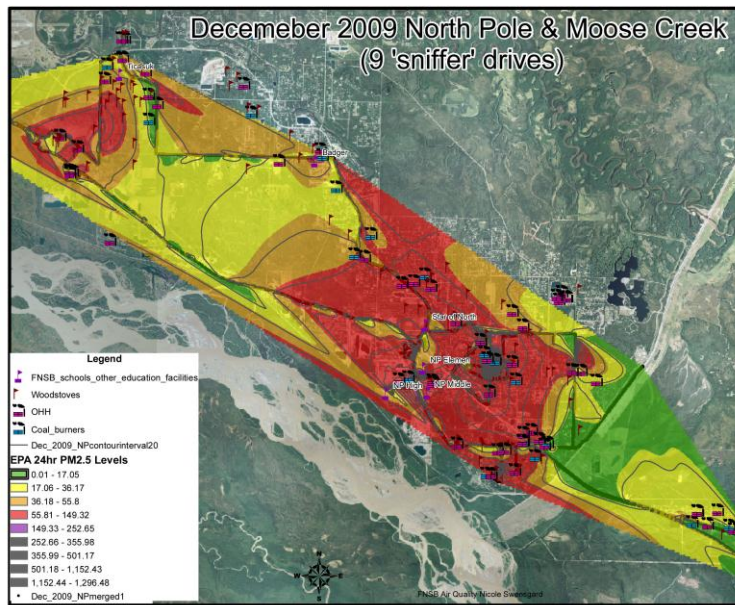 Decemeber 2009 North Pole & Moose Creek
(9 'sniffer' drives)
Ticasuk
Badger
Star of North
NP Elemen
NP High
NP Middle
Legend
FNSB_schools_other_education_facilities
Woodstoves
OHH
Coal_burners
Dec_2009_NPcontourinterval20
EPA 24hr PM2.5 Levels
0.01 - 17.05
17.06 - 36.17
36.18 - 55.8
55.81 - 149.32
149.33 - 252.65
252.66 - 355.98
355.99 - 501.17
501.18 - 1,152.43
1,152.44 - 1,296.48
Dec_2009_NPmerged1
N
W E
S
FNSB Air Quality Nicole Swensgard